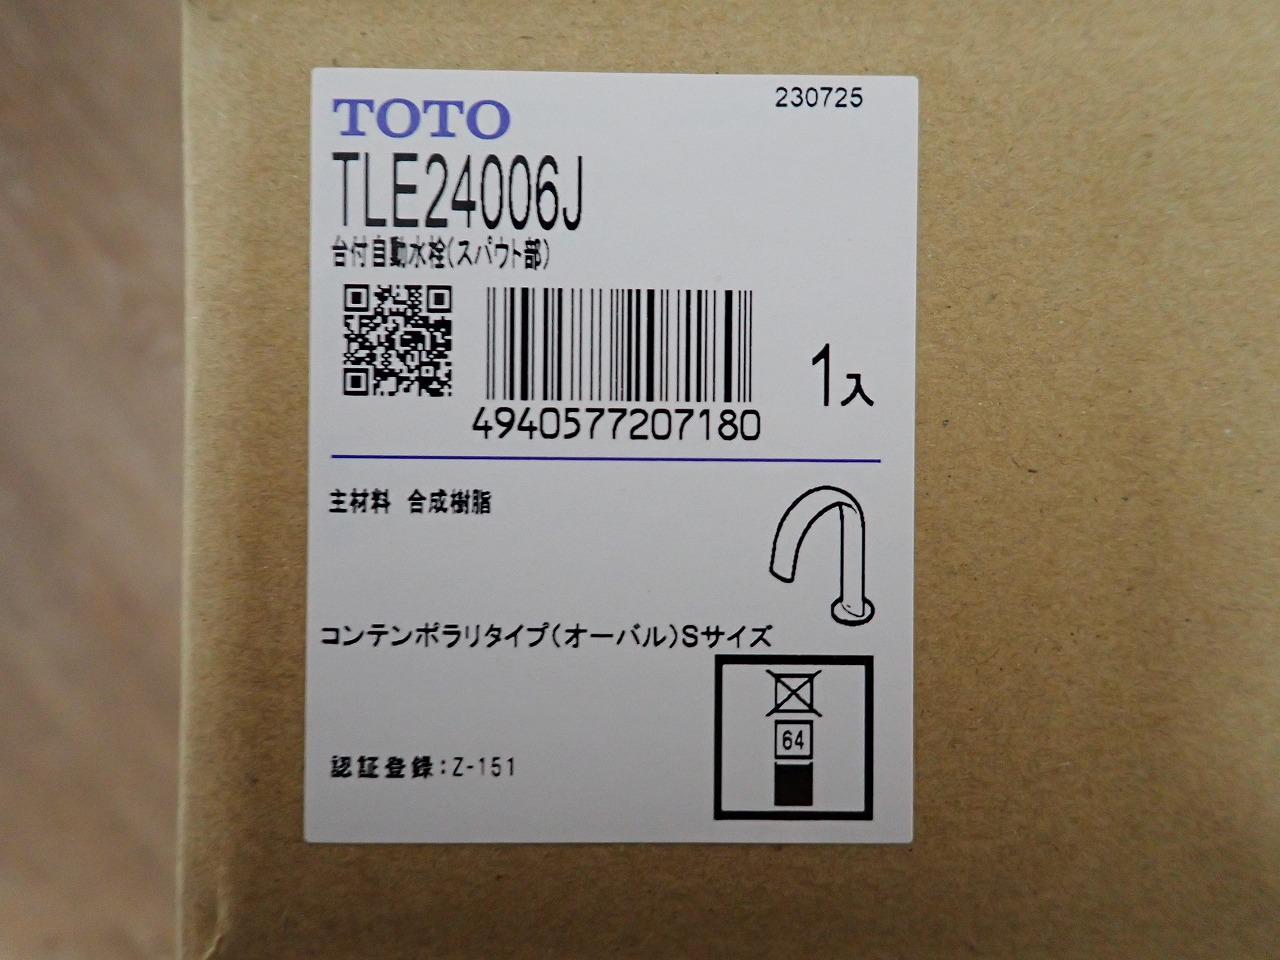 TOTO
230725
TLE24006J
台付自動水栓(スパウト部)
4940577207180
1入
主材料 合成樹脂
コンテンポラリタイプ(オーバル)Sサイズ
64
認証登録:Z-151